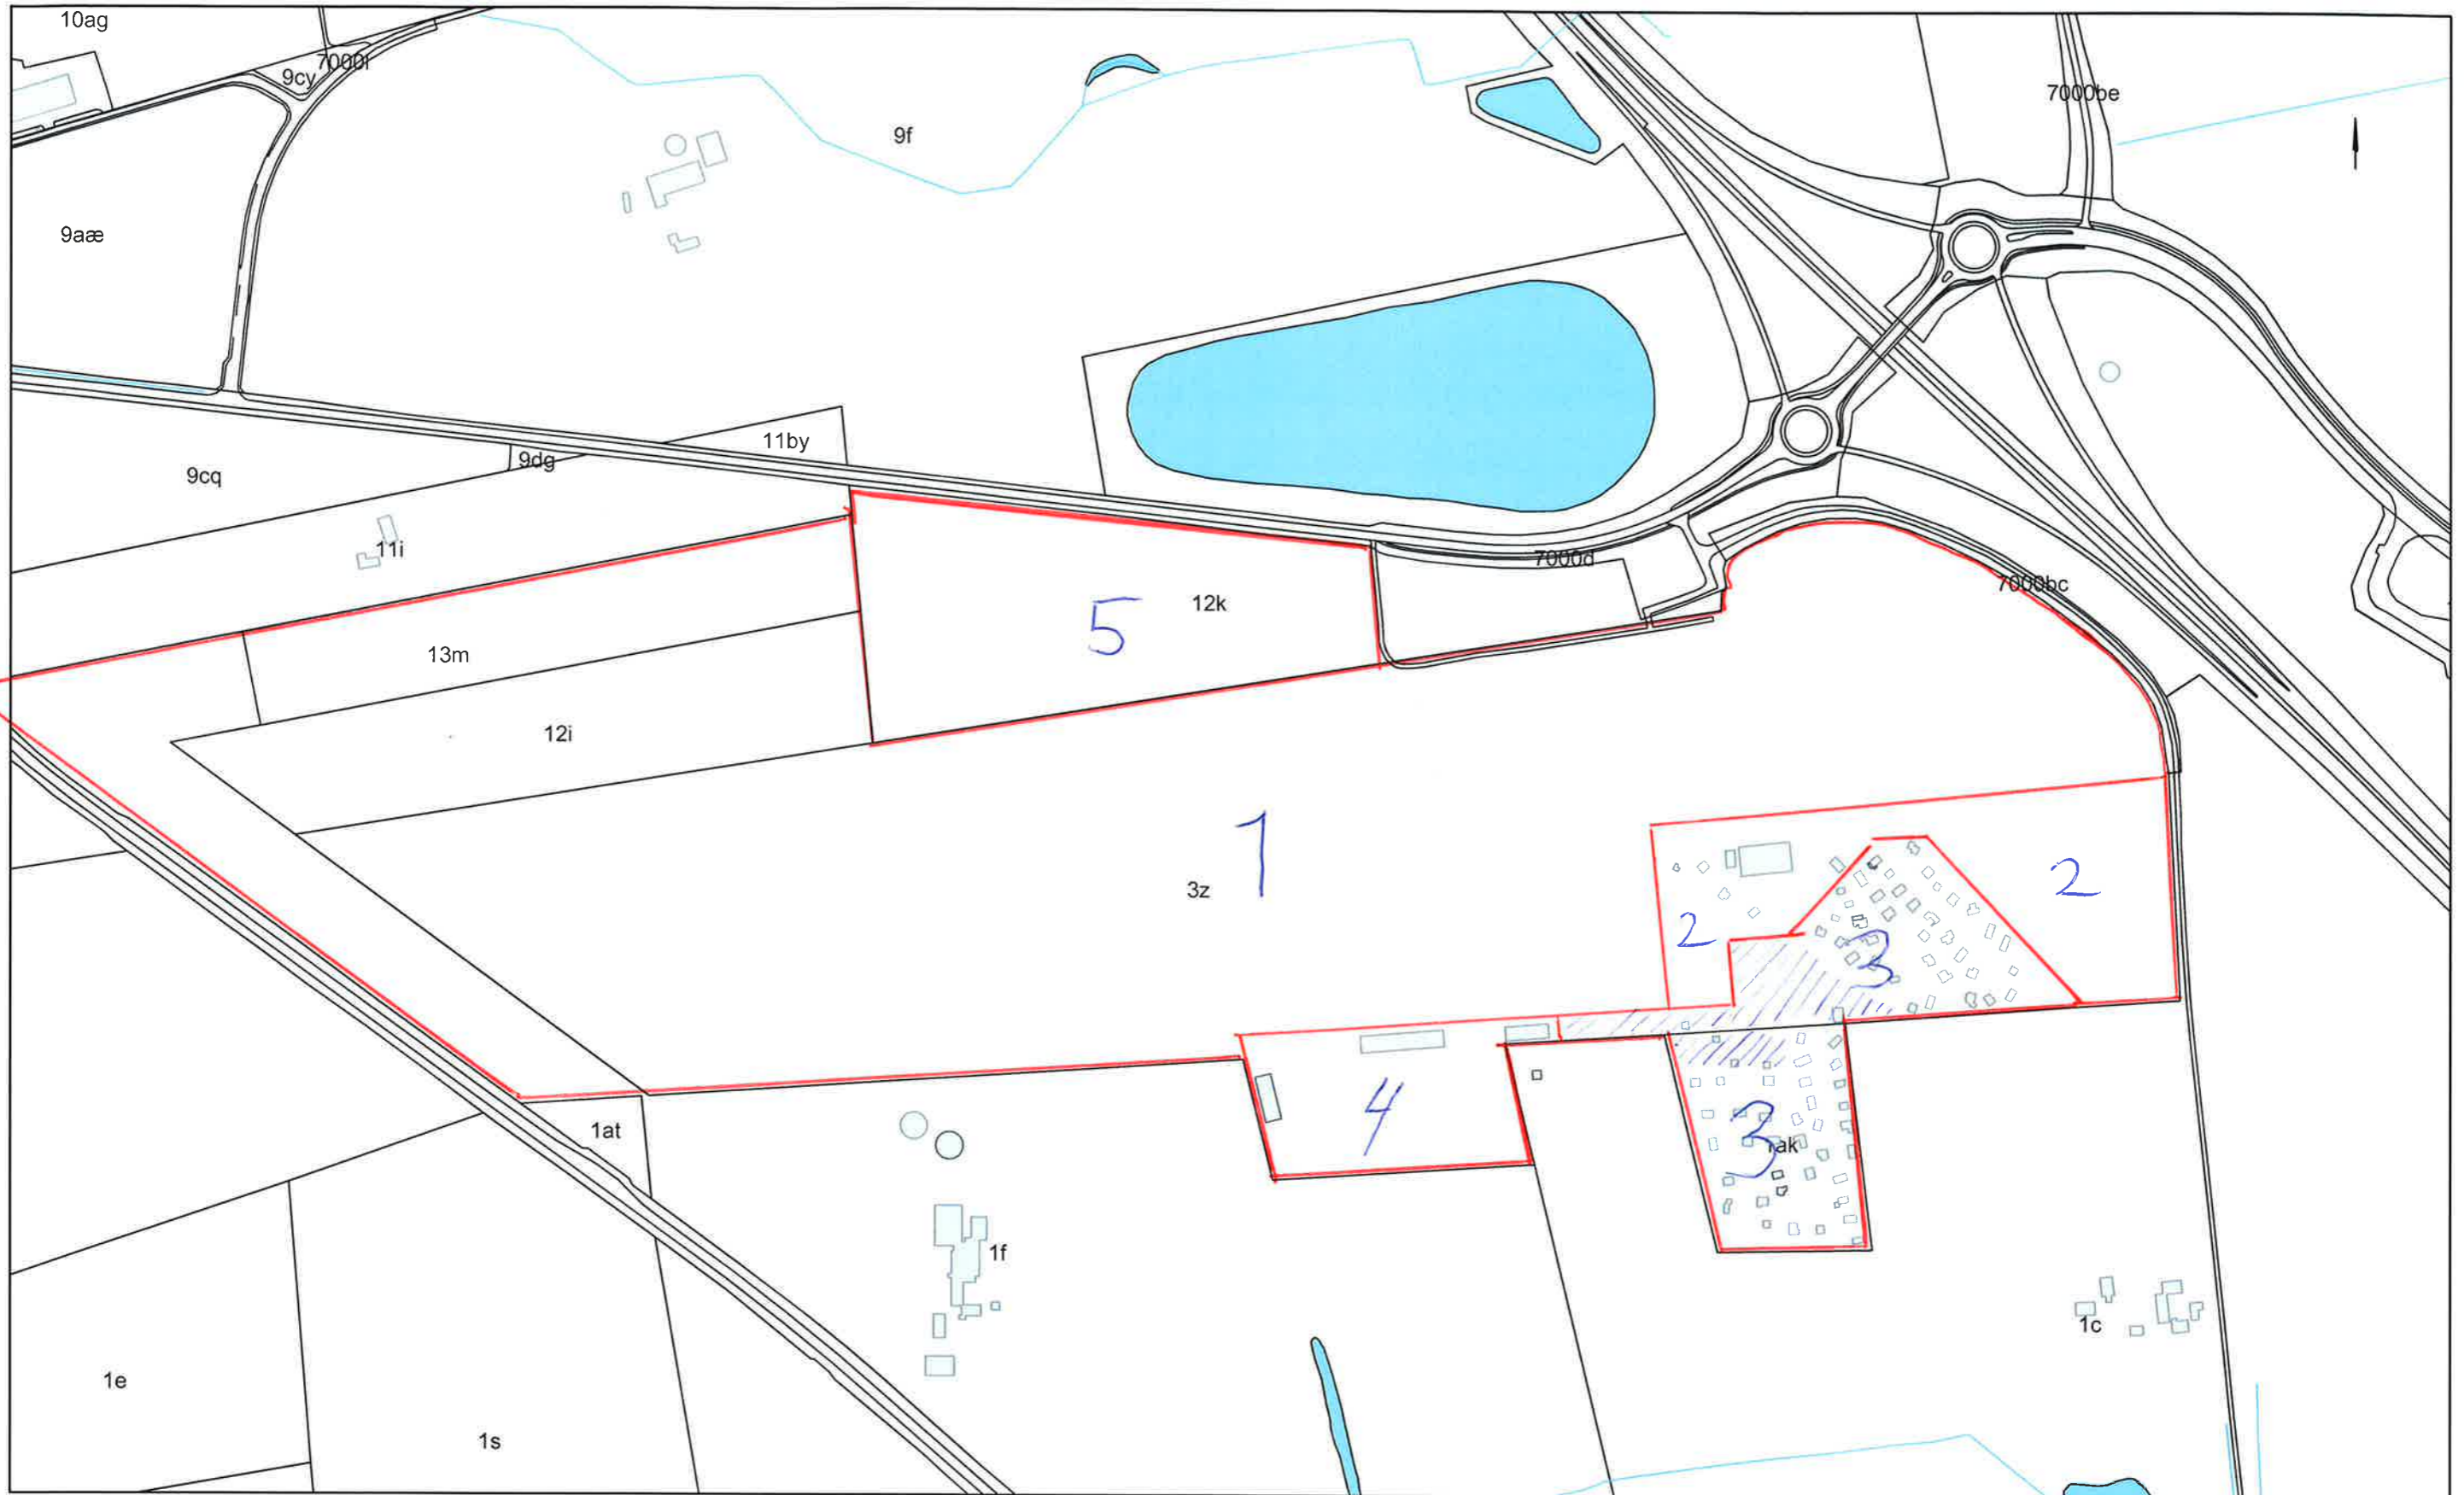 10ag
7000l
9cy
7000be
9f
9aæ
11by
9dg
9cq
11i
7000d
7000bc
12k
5
13m
12i
1
3z
2
2
3
4
1at
3
1ak
1f
1c
1e
1s